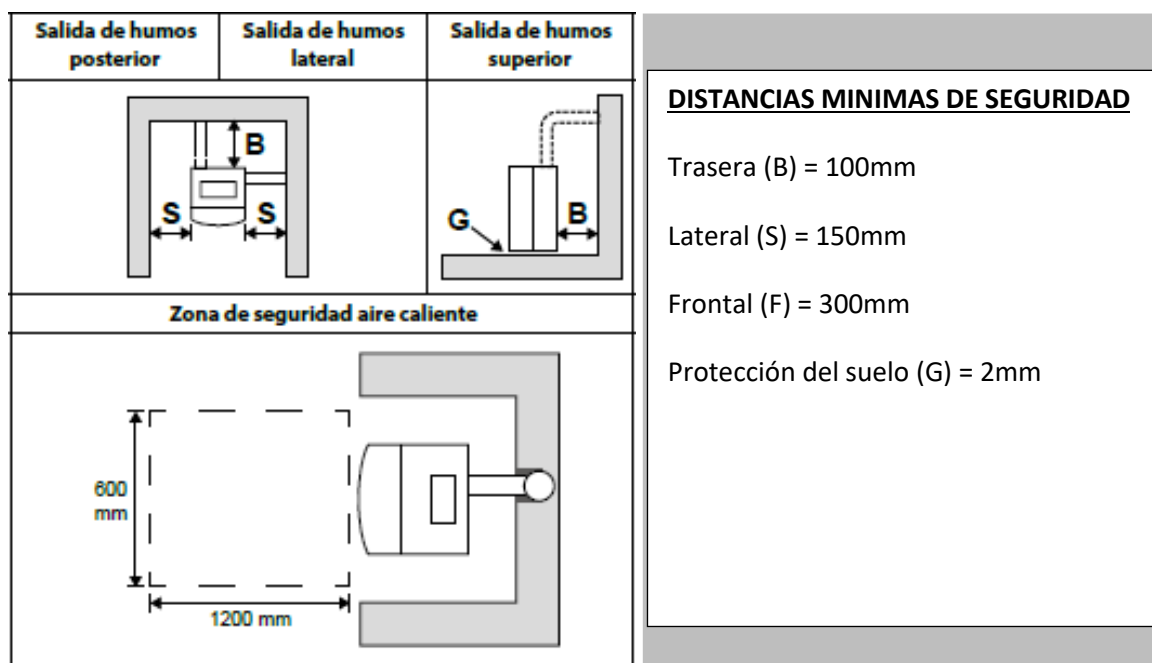 Salida de humos
posterior
Salida de humos
lateral
Salida de humos
superior
B
S
S
G
B
Zona de seguridad aire caliente
600
mm
1200 mm
DISTANCIAS MINIMAS DE SEGURIDAD
Trasera (B) = 100mm
Lateral (S) = 150mm
Frontal (F) = 300mm
Protección del suelo (G) = 2mm